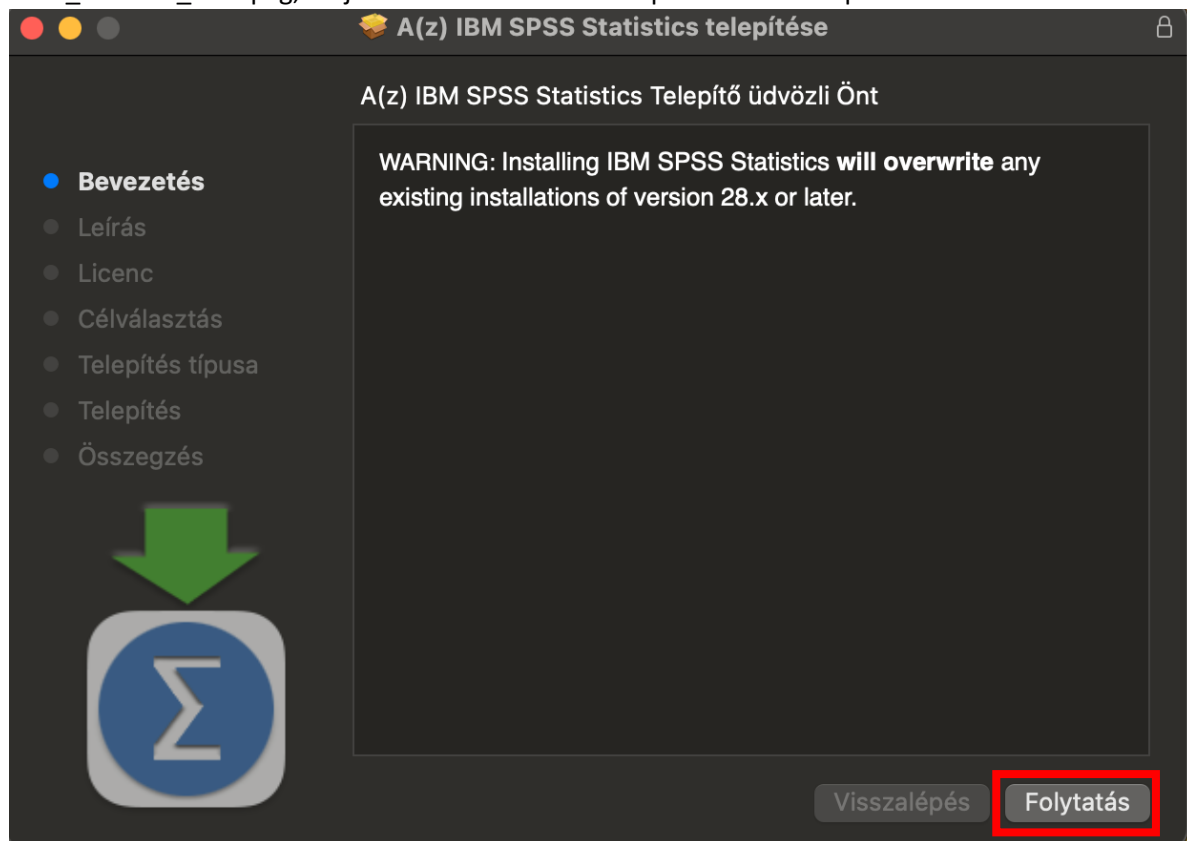 A(z) IBM SPSS Statistics telepítése
A(z) IBM SPSS Statistics Telepítő üdvözli Önt
WARNING: Installing IBM SPSS Statistics will overwrite any
existing installations of version 28.x or later.
Bevezetés
Leírás
Licenc
Célválasztás
Telepítés típusa
Telepítés
Összegzés
Σ
Visszalépés
Folytatás